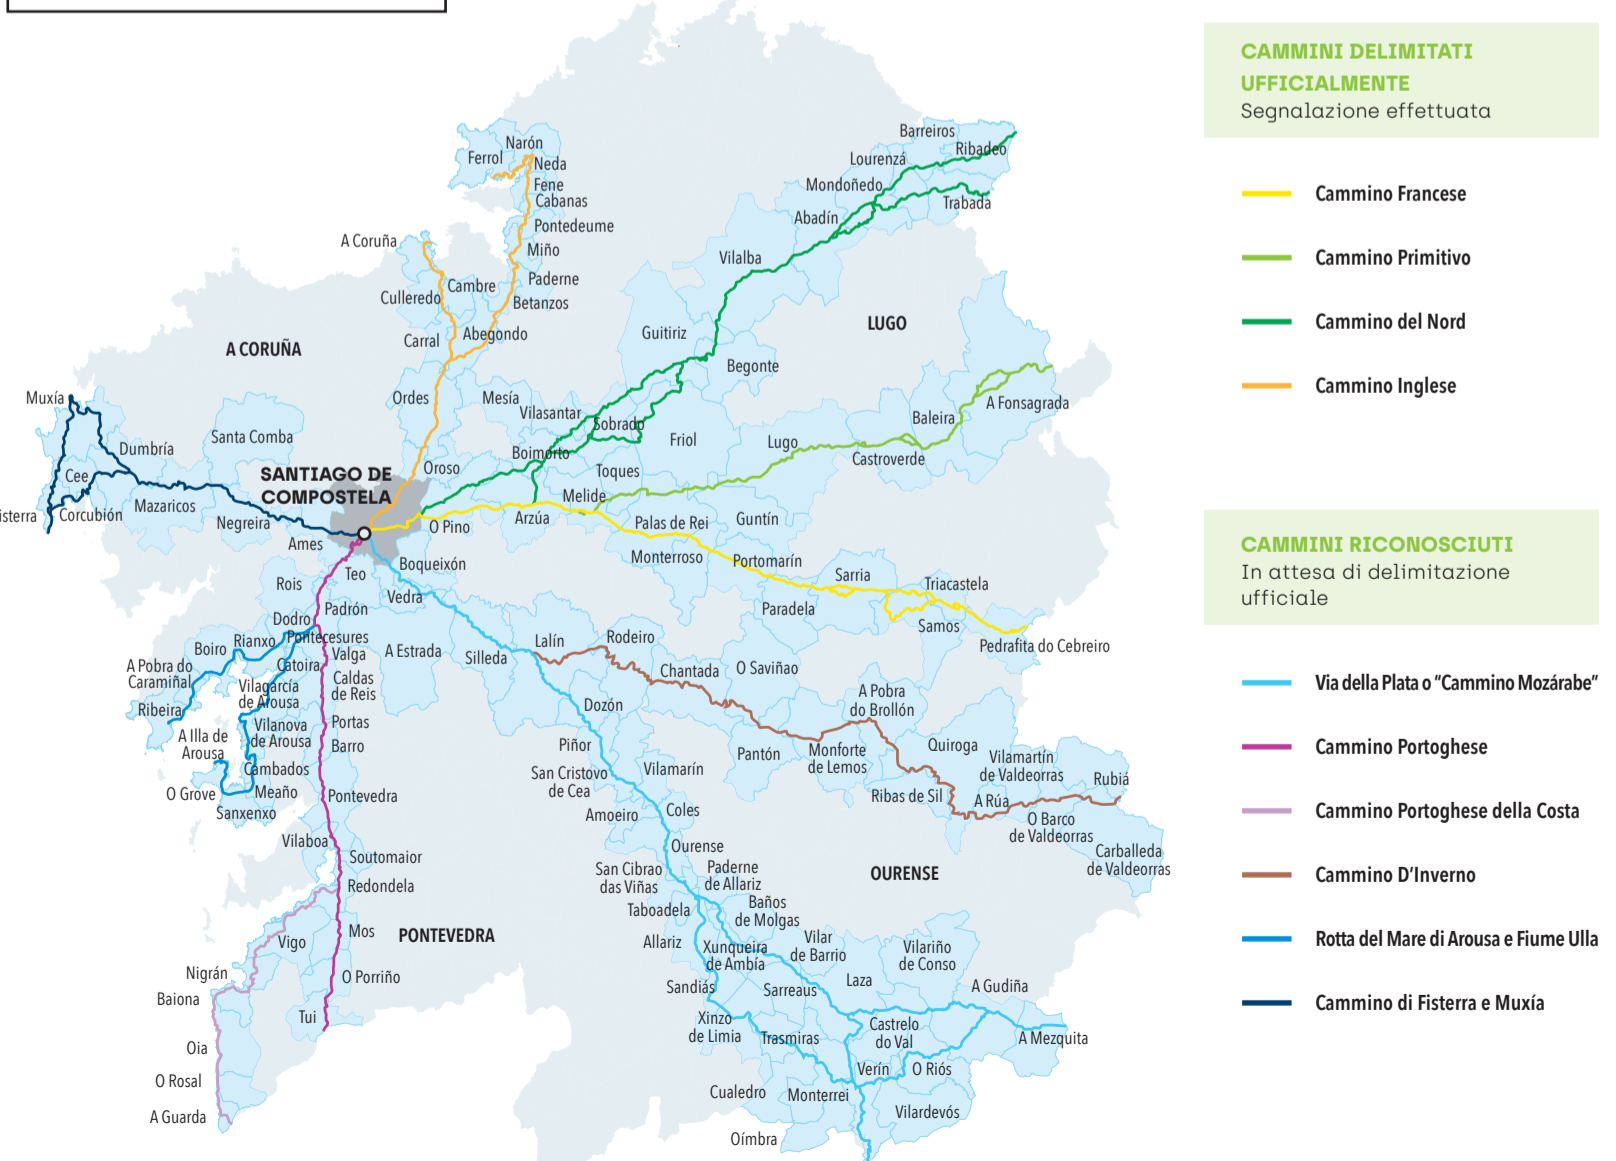 Narón
Ferrol
Neda
Fene
Cabanas
Pontedeume
Miño
Paderne
Betanzos
A Coruña
Cambre
Culleredo
Abegondo
Carral
A CORUÑA
Ordes
Mesía
Vilasantar
Sobrado
Boimorto
Oroso
Toques
Melide
Arzúa
O Pino
Barreiros
Ribadeo
Lourenzá
Mondoñedo
Trabada
Abadín
Vilalba
LUGO
Guitiriz
Begonte
Friol
A Fonsagrada
Baleira
Lugo
Castroverde
Muxía
Dumbría
Santa Comba
Cee
SANTIAGO DE
COMPOSTELA
isterra
Corcubión
Mazaricos
Negreira
Ames
Palas de Rei
Guntín
Monterroso
Portomarín
Sarria
Triacastela
Paradela
Samos
Pedrafita do Cebreiro
Teo
Boqueixón
Rois
Vedra
Padrón
Dodro
Pontecesures
Rianxo
Boiro
Valga
Catoira
A Pobra do
Caramiñal
Caldas
de Reis
Vilagarcía
de Arousa
Ribeira
Portas
Vilanova
de Arousa
A Illa de
Arousa
Barro
Cambados
Meaño
O Grove
Sanxenxo
Pontevedra
Vilaboa
Soutomaior
Redondela
A Estrada
Silleda
Lalín
Rodeiro
Chantada
O Saviñao
Dozón
A Pobra
do Brollón
Piñor
San Cristovo
de Cea
Vilamarín
Pantón
Monforte
de Lemos
Quiroga
Vilamartín
de Valdeorras
Rubiá
Ribas de Sil
A Rúa
O Barco
de Valdeorras
Carballeda
de Valdeorras
Amoeiro
Coles
Ourense
OURENSE
San Cibrao
das Viñas
Paderne
de Allariz
Taboadela
Baños
de Molgas
Allariz
Xunqueira
de Ambía
Vilar
de Barrio
Vilariño
de Conso
Laza
Sandiás
Sarreaus
A Gudiña
Xinzo
de Limia
Trasmiras
Castrelo
do Val
A Mezquita
Verín
O Riós
Cualedro
Monterrei
Vilardevós
Oímbra
PONTEVEDRA
Mos
Vigo
O Porriño
Nigrán
Baiona
Tui
Oia
O Rosal
A Guarda
CAMMINI DELIMITATI
UFFICIALMENTE
Segnalazione effettuata
Cammino Francese
Cammino Primitivo
Cammino del Nord
Cammino Inglese
CAMMINI RICONOSCIUTI
In attesa di delimitazione
ufficiale
Via della Plata o “Cammino Mozárabe”
Cammino Portoghese
Cammino Portoghese della Costa
Cammino D’Inverno
Rotta del Mare di Arousa e Fiume Ulla
Cammino di Fisterra e Muxía